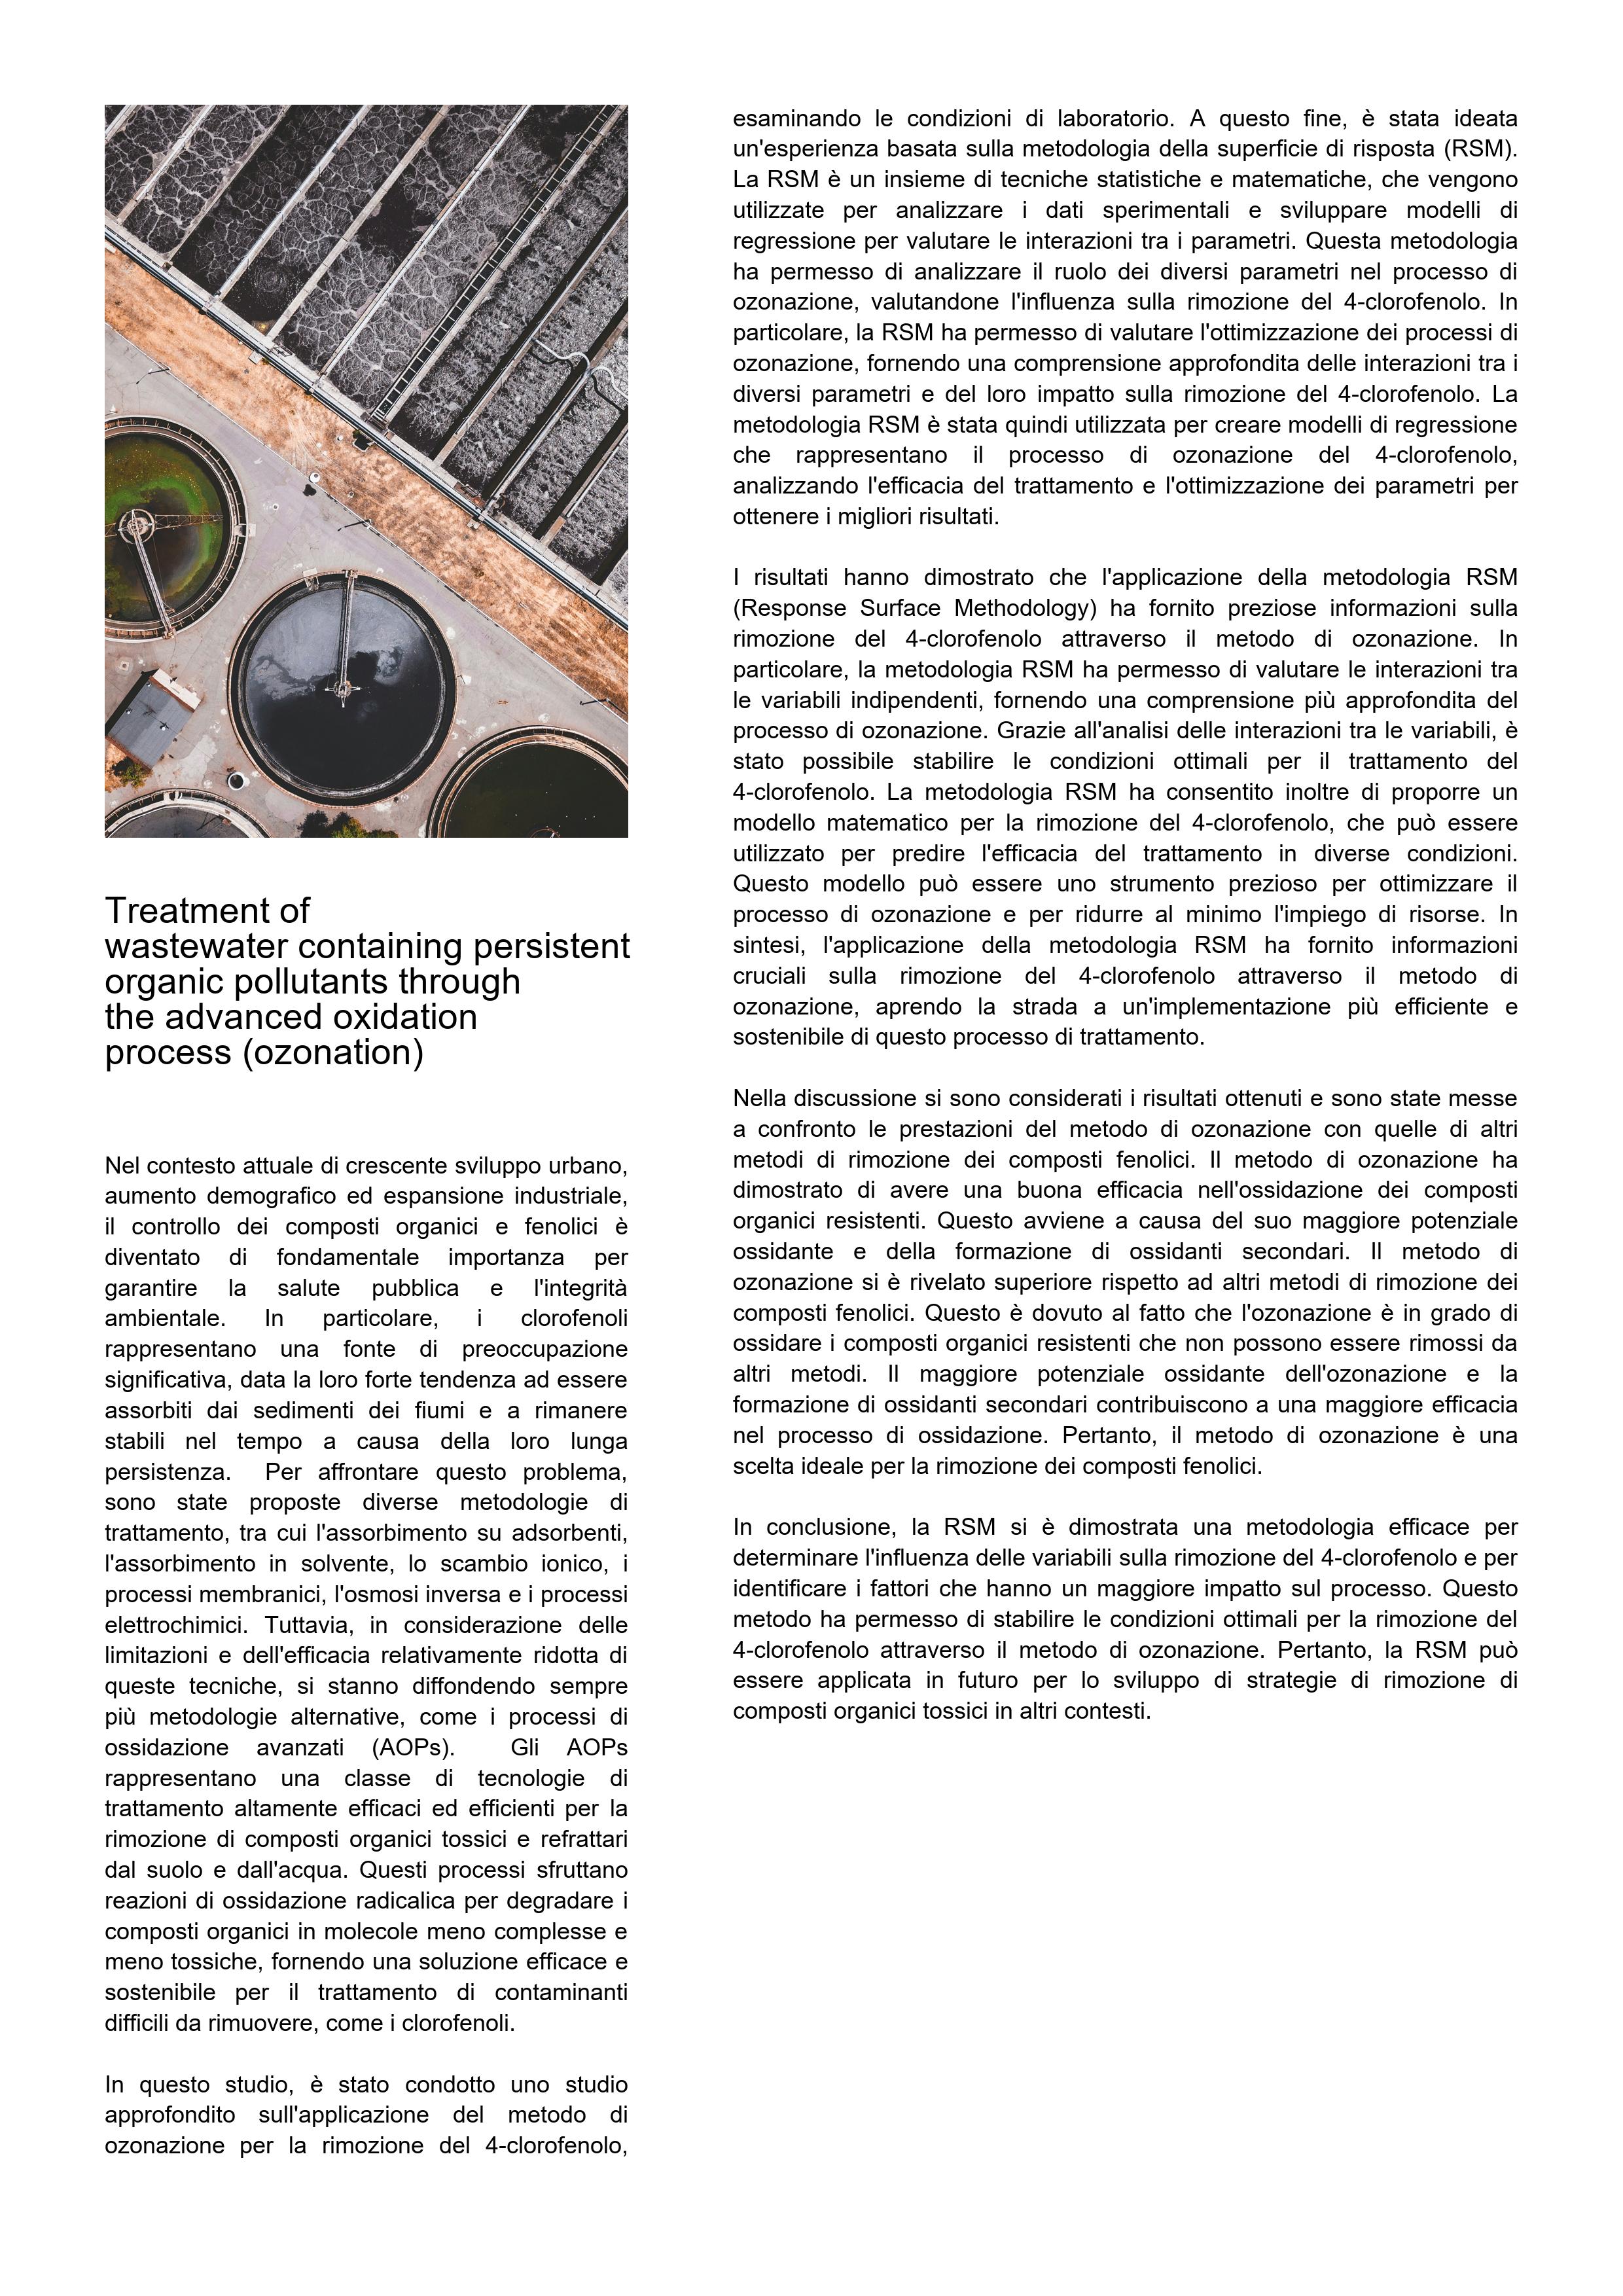 Treatment of
wastewater containing persistent
organic pollutants through
the advanced oxidation
process (ozonation)
Nel contesto attuale di crescente sviluppo urbano,
aumento demografico ed espansione industriale,
il controllo dei composti organici e fenolici è
diventato di fondamentale importanza per
garantire la salute pubblica e l'integrità
ambientale. In particolare, i clorofenoli
rappresentano una fonte di preoccupazione
significativa, data la loro forte tendenza ad essere
assorbiti dai sedimenti dei fiumi e a rimanere
stabili nel tempo a causa della loro lunga
persistenza. Per affrontare questo problema,
sono state proposte diverse metodologie di
trattamento, tra cui l'assorbimento su adsorbenti,
l'assorbimento in solvente, lo scambio ionico, i
processi membranici, l'osmosi inversa e i processi
elettrochimici. Tuttavia, in considerazione delle
limitazioni e dell'efficacia relativamente ridotta di
queste tecniche, si stanno diffondendo sempre
più metodologie alternative, come i processi di
ossidazione avanzati (AOPs). Gli AOPs
rappresentano una classe di tecnologie di
trattamento altamente efficaci ed efficienti per la
rimozione di composti organici tossici e refrattari
dal suolo e dall'acqua. Questi processi sfruttano
reazioni di ossidazione radicalica per degradare i
composti organici in molecole meno complesse e
meno tossiche, fornendo una soluzione efficace e
sostenibile per il trattamento di contaminanti
difficili da rimuovere, come i clorofenoli.
In questo studio, è stato condotto uno studio
approfondito sull'applicazione del metodo di
ozonazione per la rimozione del 4-clorofenolo,
esaminando le condizioni di laboratorio. A questo fine, è stata ideata
un'esperienza basata sulla metodologia della superficie di risposta (RSM).
La RSM è un insieme di tecniche statistiche e matematiche, che vengono
utilizzate per analizzare i dati sperimentali e sviluppare modelli di
regressione per valutare le interazioni tra i parametri. Questa metodologia
ha permesso di analizzare il ruolo dei diversi parametri nel processo di
ozonazione, valutandone l'influenza sulla rimozione del 4-clorofenolo. In
particolare, la RSM ha permesso di valutare l'ottimizzazione dei processi di
ozonazione, fornendo una comprensione approfondita delle interazioni tra i
diversi parametri e del loro impatto sulla rimozione del 4-clorofenolo. La
metodologia RSM è stata quindi utilizzata per creare modelli di regressione
che rappresentano il processo di ozonazione del 4-clorofenolo,
analizzando l'efficacia del trattamento e l'ottimizzazione dei parametri per
ottenere i migliori risultati.
I risultati hanno dimostrato che l'applicazione della metodologia RSM
(Response Surface Methodology) ha fornito preziose informazioni sulla
rimozione del 4-clorofenolo attraverso il metodo di ozonazione. In
particolare, la metodologia RSM ha permesso di valutare le interazioni tra
le variabili indipendenti, fornendo una comprensione più approfondita del
processo di ozonazione. Grazie all'analisi delle interazioni tra le variabili, è
stato possibile stabilire le condizioni ottimali per il trattamento del
4-clorofenolo. La metodologia RSM ha consentito inoltre di proporre un
modello matematico per la rimozione del 4-clorofenolo, che può essere
utilizzato per predire l'efficacia del trattamento in diverse condizioni.
Questo modello può essere uno strumento prezioso per ottimizzare il
processo di ozonazione e per ridurre al minimo l'impiego di risorse. In
sintesi, l'applicazione della metodologia RSM ha fornito informazioni
cruciali sulla rimozione del 4-clorofenolo attraverso il metodo di
ozonazione, aprendo la strada a un'implementazione più efficiente e
sostenibile di questo processo di trattamento.
Nella discussione si sono considerati i risultati ottenuti e sono state messe
a confronto le prestazioni del metodo di ozonazione con quelle di altri
metodi di rimozione dei composti fenolici. Il metodo di ozonazione ha
dimostrato di avere una buona efficacia nell'ossidazione dei composti
organici resistenti. Questo avviene a causa del suo maggiore potenziale
ossidante e della formazione di ossidanti secondari. Il metodo di
ozonazione si è rivelato superiore rispetto ad altri metodi di rimozione dei
composti fenolici. Questo è dovuto al fatto che l'ozonazione è in grado di
ossidare i composti organici resistenti che non possono essere rimossi da
altri metodi. Il maggiore potenziale ossidante dell'ozonazione e la
formazione di ossidanti secondari contribuiscono a una maggiore efficacia
nel processo di ossidazione. Pertanto, il metodo di ozonazione è una
scelta ideale per la rimozione dei composti fenolici.
In conclusione, la RSM si è dimostrata una metodologia efficace per
determinare l'influenza delle variabili sulla rimozione del 4-clorofenolo e per
identificare i fattori che hanno un maggiore impatto sul processo. Questo
metodo ha permesso di stabilire le condizioni ottimali per la rimozione del
4-clorofenolo attraverso il metodo di ozonazione. Pertanto, la RSM può
essere applicata in futuro per lo sviluppo di strategie di rimozione di
composti organici tossici in altri contesti.